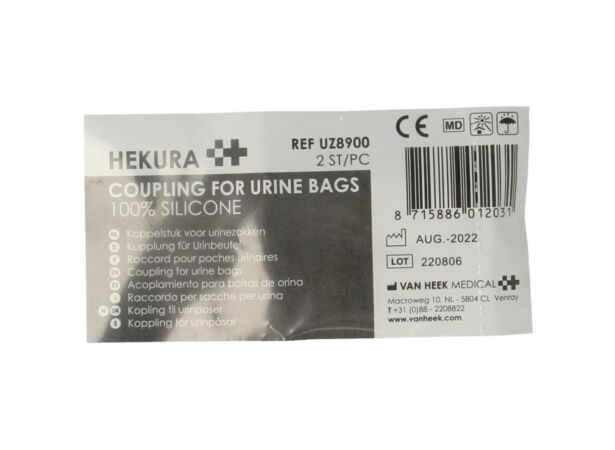 HEKURA
REF UZ8900
2 ST/PC
COUPLING FOR URINE BAGS
100% SILICONE
NL Koppelstuk voor urinezakken
D Kupplung für Urinbeutel
F Raccord pour poches urinaires
EN Coupling for urine bags
E Acoplamiento para bolsas de orina
I Raccordo per sacche per urina
N DK Kopling til urinposer
S Koppling för urinpåsar
CE MD
8 715886 012031
AUG.-2022
LOT 220806
VAN HEEK MEDICAL
Macroweg 10, NL - 5804 CL Venray
T +31 (0)88 - 2208822
www.vanheek.com